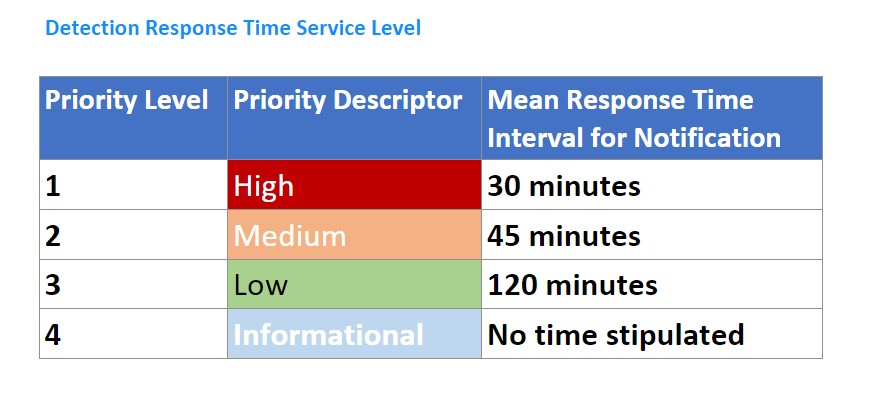 Detection Response Time Service Level
Priority Level Priority Descriptor Mean Response Time
Interval for Notification
1 High 30 minutes
2 Medium 45 minutes
3 Low 120 minutes
4 Informational No time stipulated